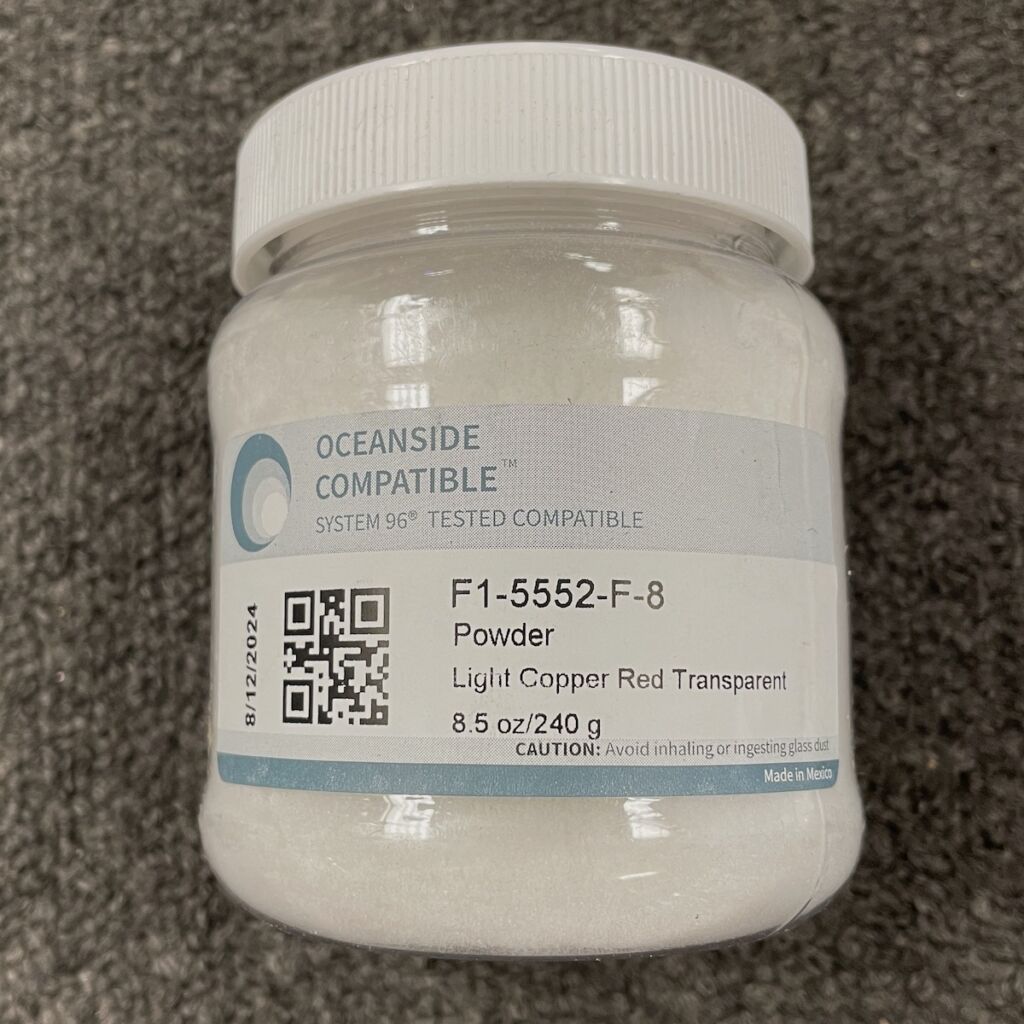 OCEANSIDE
COMPATIBLE™
SYSTEM 96® TESTED COMPATIBLE
8/12/2024
F1-5552-F-8
Powder
Light Copper Red Transparent
8.5 oz/240 g
CAUTION: Avoid inhaling or ingesting glass dust
Made in Mexico